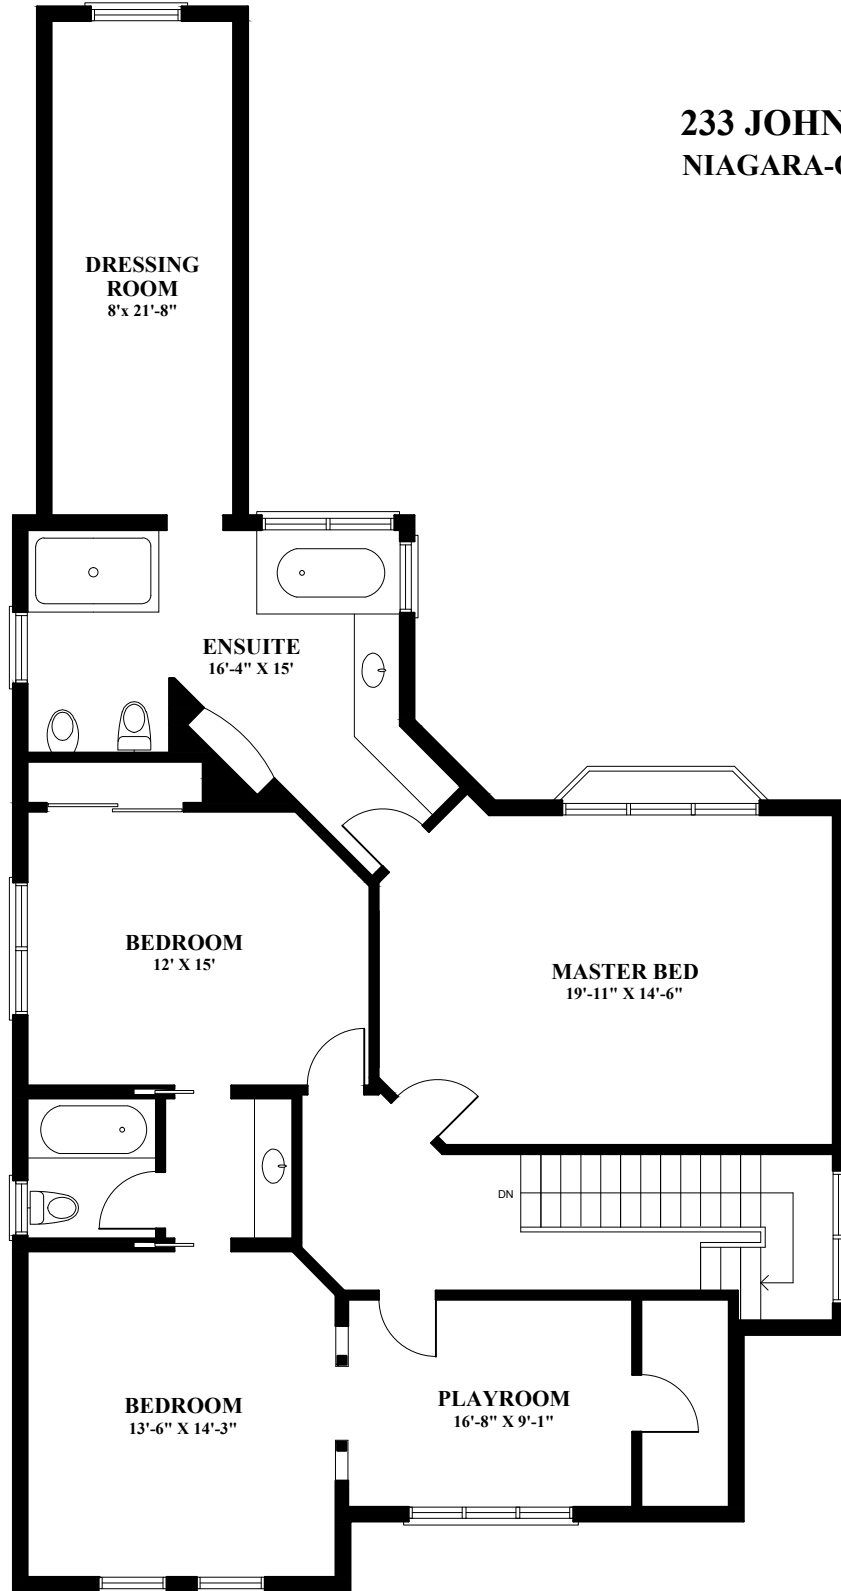 233 JOHN
NIAGARA-
DRESSING
ROOM
8'x 21'-8"
ENSUITE
16'-4" X 15'
BEDROOM
12' X 15'
MASTER BED
19'-11" X 14'-6"
DN
BEDROOM
13'-6" X 14'-3"
PLAYROOM
16'-8" X 9'-1"